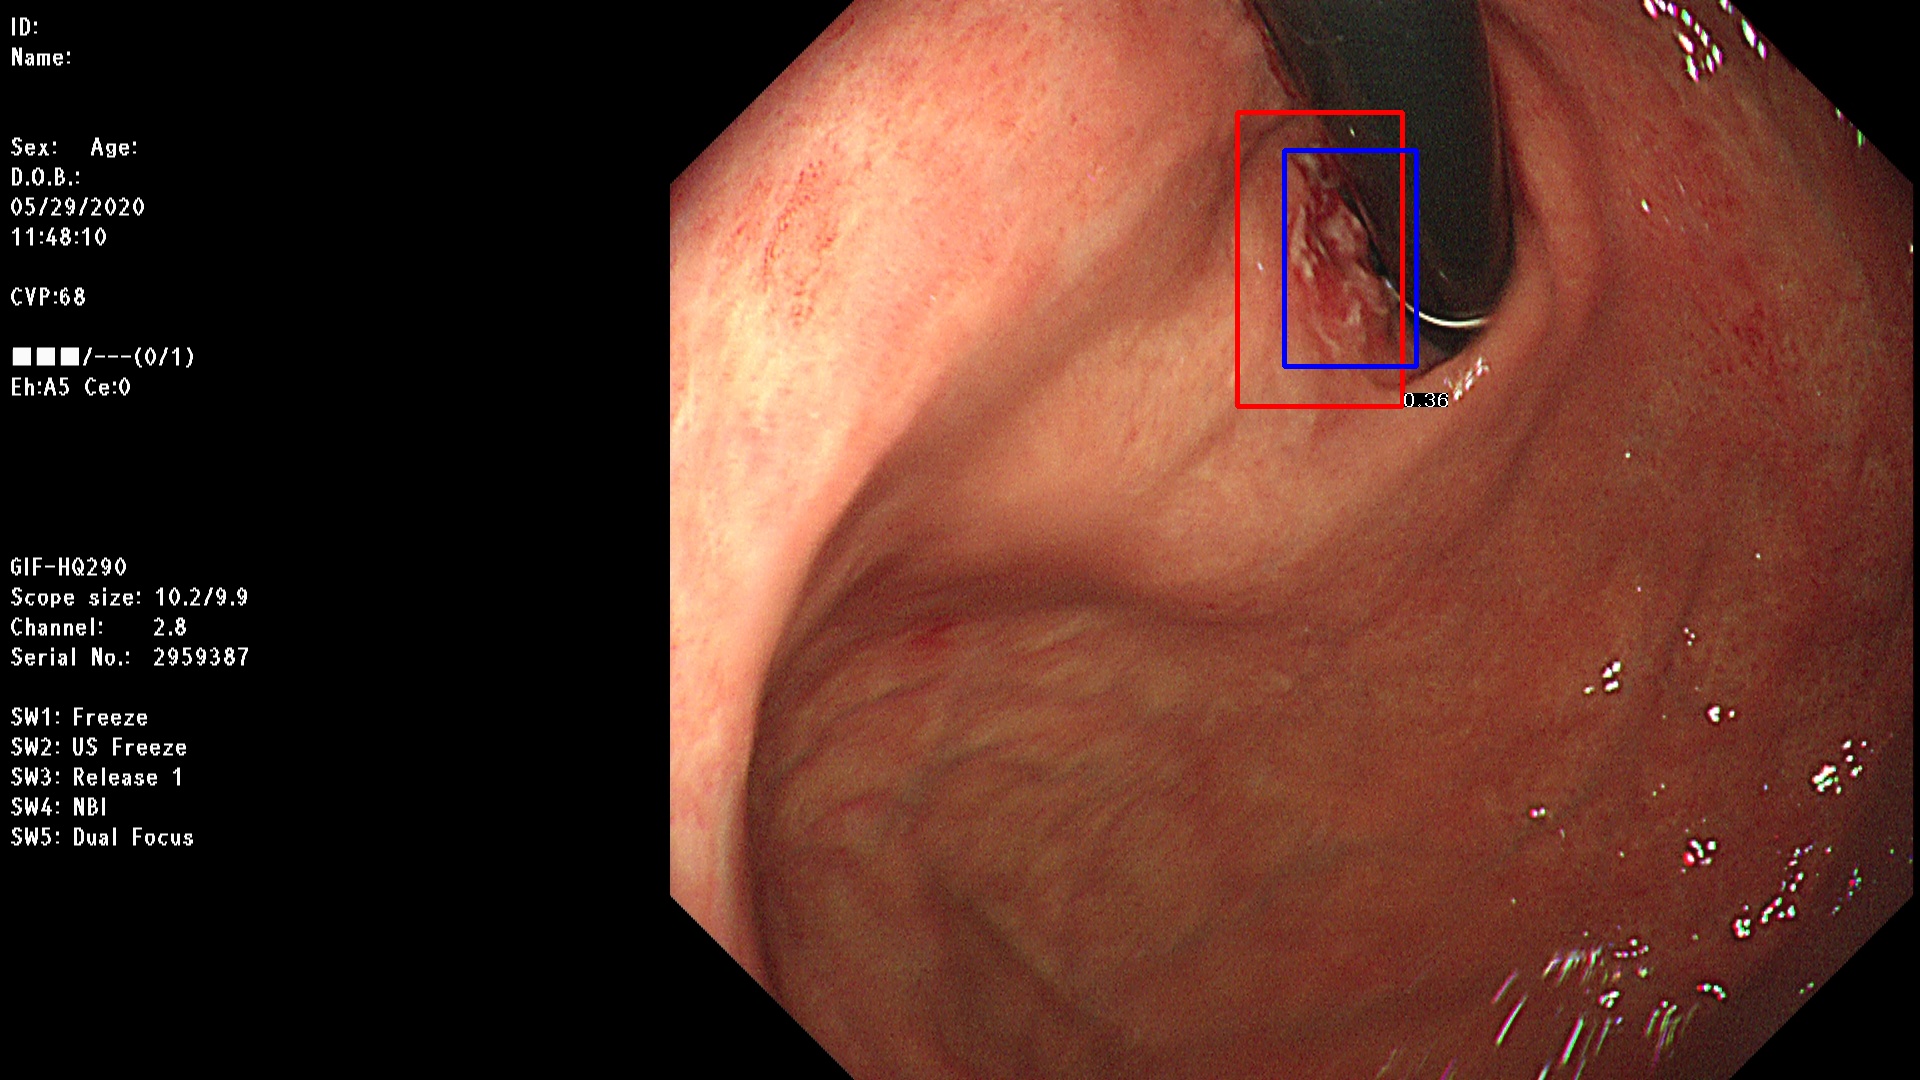 ID:
Name:
Sex: Age:
D.O.B.:
05/29/2020
11:48:10
CVP:68
■■■/---(0/1)
Eh:A5 Ce:0
GIF-HQ290
Scope size: 10.2/9.9
Channel: 2.8
Serial No.: 2959387
SW1: Freeze
SW2: US Freeze
SW3: Release 1
SW4: NBI
SW5: Dual Focus
0.36